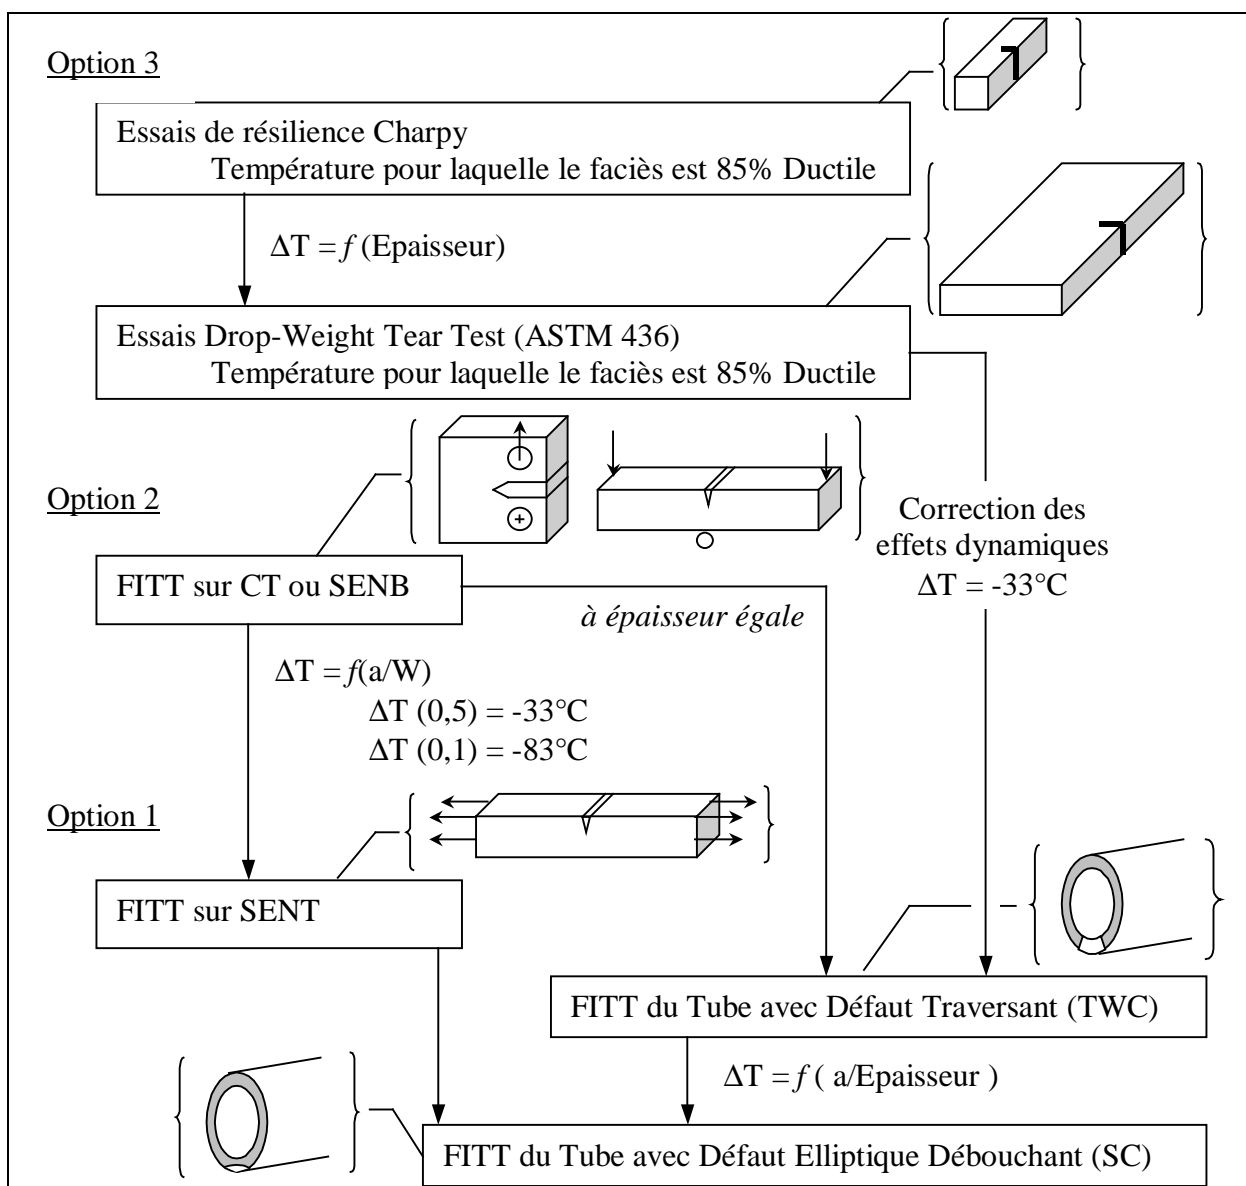 Option 3
Essais de résilience Charpy
Température pour laquelle le faciès est 85% Ductile
ΔT = f (Epaisseur)
Essais Drop-Weight Tear Test (ASTM 436)
Température pour laquelle le faciès est 85% Ductile
Option 2
Correction des
effets dynamiques
ΔT = -33°C
FITT sur CT ou SENB
à épaisseur égale
ΔT = f(a/W)
ΔT (0,5) = -33°C
ΔT (0,1) = -83°C
Option 1
FITT sur SENT
FITT du Tube avec Défaut Traversant (TWC)
ΔT = f ( a/Epaisseur )
FITT du Tube avec Défaut Elliptique Débouchant (SC)